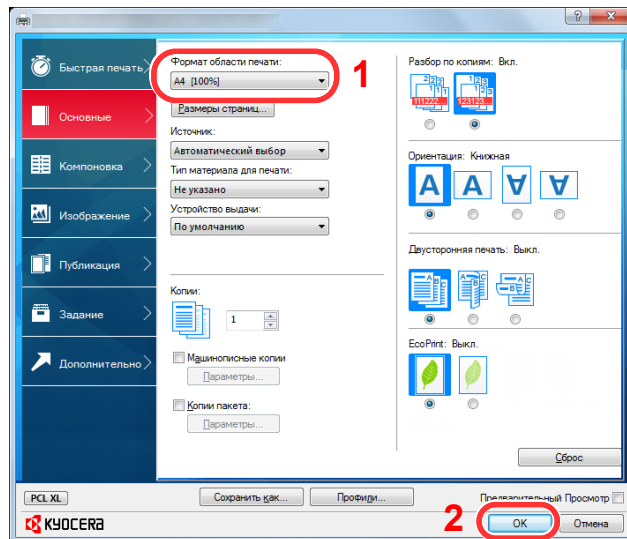 Быстрая печать
Основные
Компоновка
Изображение
Публикация
Задание
Дополнительно
Формат области печати:
A4 [100%]
1
Размеры страниц...
Источник:
Автоматический выбор
Тип материала для печати:
Не указано
Устройство выдачи:
По умолчанию
Копии:
1
Машинописные копии
Параметры...
Копии пакета:
Параметры...
Разбор по копиям: Вкл.
111222...
123123...
Ориентация: Книжная
A A A A
Двусторонняя печать: Выкл.
EcoPrint: Выкл.
Сброс
PCL XL
Сохранить как...
Профили...
Предварительный Просмотр
KYOCERA
2
OK
Отмена